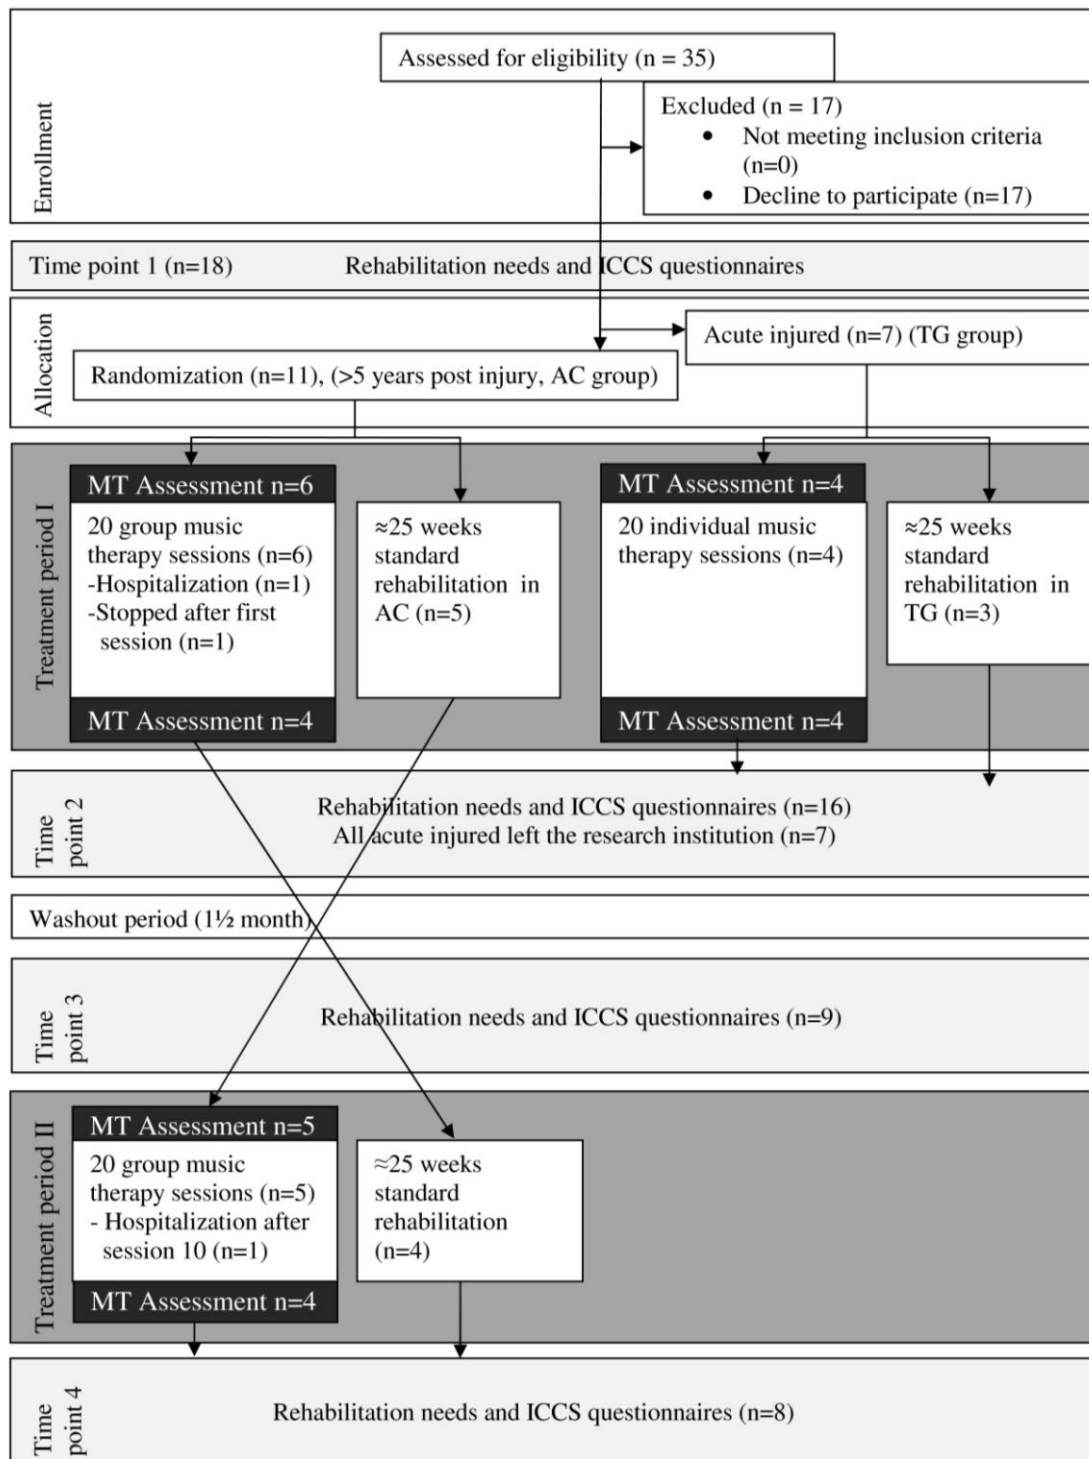 Enrollment
Assessed for eligibility (n = 35)
Excluded (n = 17)
• Not meeting inclusion criteria
(n=0)
• Decline to participate (n=17)
Time point 1 (n=18) Rehabilitation needs and ICCS questionnaires
Allocation
Acute injured (n=7) (TG group)
Randomization (n=11), (>5 years post injury, AC group)
Treatment period I
MT Assessment n=6
20 group music
therapy sessions (n=6)
-Hospitalization (n=1)
-Stopped after first
session (n=1)
MT Assessment n=4
≈25 weeks
standard
rehabilitation in
AC (n=5)
MT Assessment n=4
20 individual music
therapy sessions (n=4)
MT Assessment n=4
≈25 weeks
standard
rehabilitation in
TG (n=3)
Time
point 2
Rehabilitation needs and ICCS questionnaires (n=16)
All acute injured left the research institution (n=7)
Washout period (1½ month)
Time
point 3
Rehabilitation needs and ICCS questionnaires (n=9)
Treatment period II
MT Assessment n=5
20 group music
therapy sessions (n=5)
- Hospitalization after
session 10 (n=1)
MT Assessment n=4
≈25 weeks
standard
rehabilitation
(n=4)
Time
point 4
Rehabilitation needs and ICCS questionnaires (n=8)